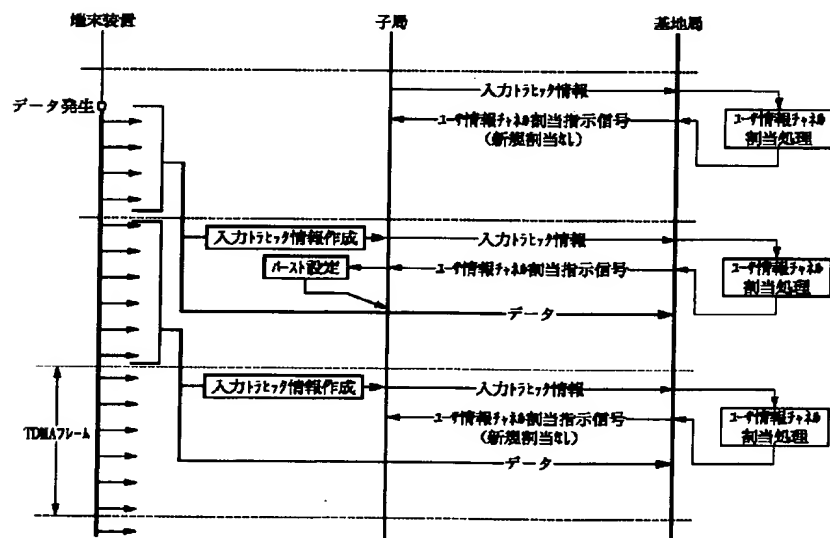 端末装置
子局
基地局
入力トラヒック情報
データ発生
ユーザ情報チャネル割当指示信号
(新規割当なし)
ユーザ情報チャネル
割当処理
入力トラヒック情報作成
入力トラヒック情報
バースト設定
ユーザ情報チャネル割当指示信号
ユーザ情報チャネル
割当処理
データ
入力トラヒック情報作成
入力トラヒック情報
ユーザ情報チャネル割当指示信号
(新規割当なし)
ユーザ情報チャネル
割当処理
TDMAフレーム
データ